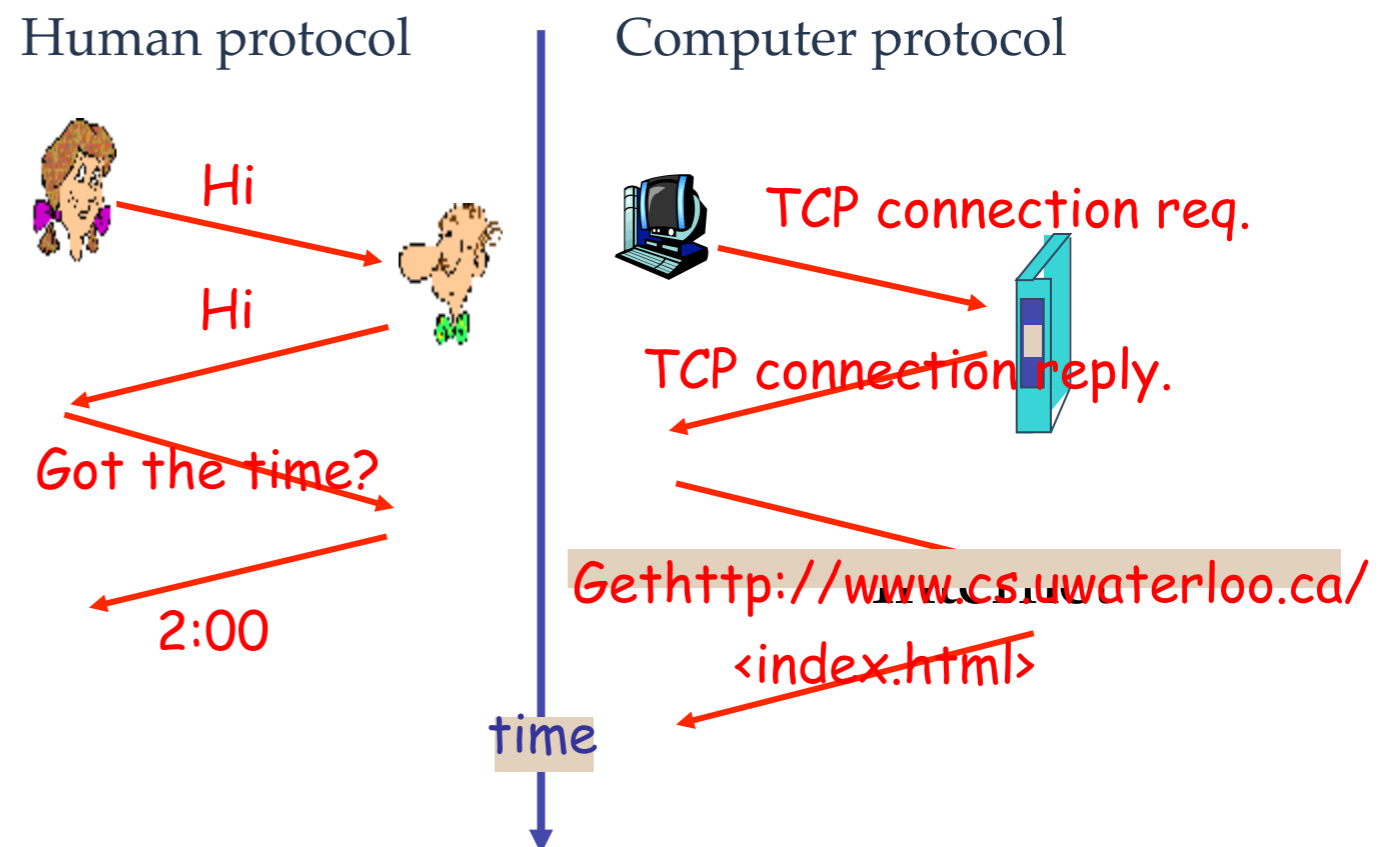 Human protocol
Computer protocol
Hi
TCP connection req.
Hi
TCP connection reply.
Got the time?
Gethttp://www.cs.uwaterloo.ca/
2:00
<index.html>
time